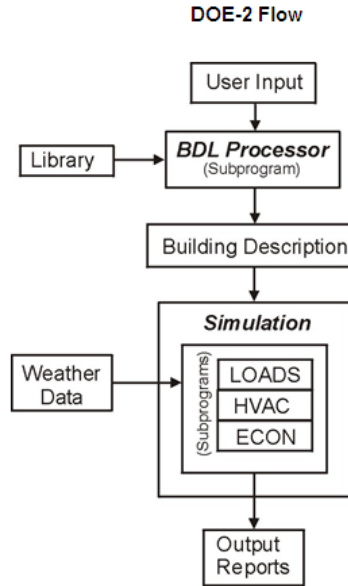 DOE-2 Flow
User Input
Library
BDL Processor
(Subprogram)
Building Description
Simulation
Weather
Data
(Subprograms)
LOADS
HVAC
ECON
Output
Reports